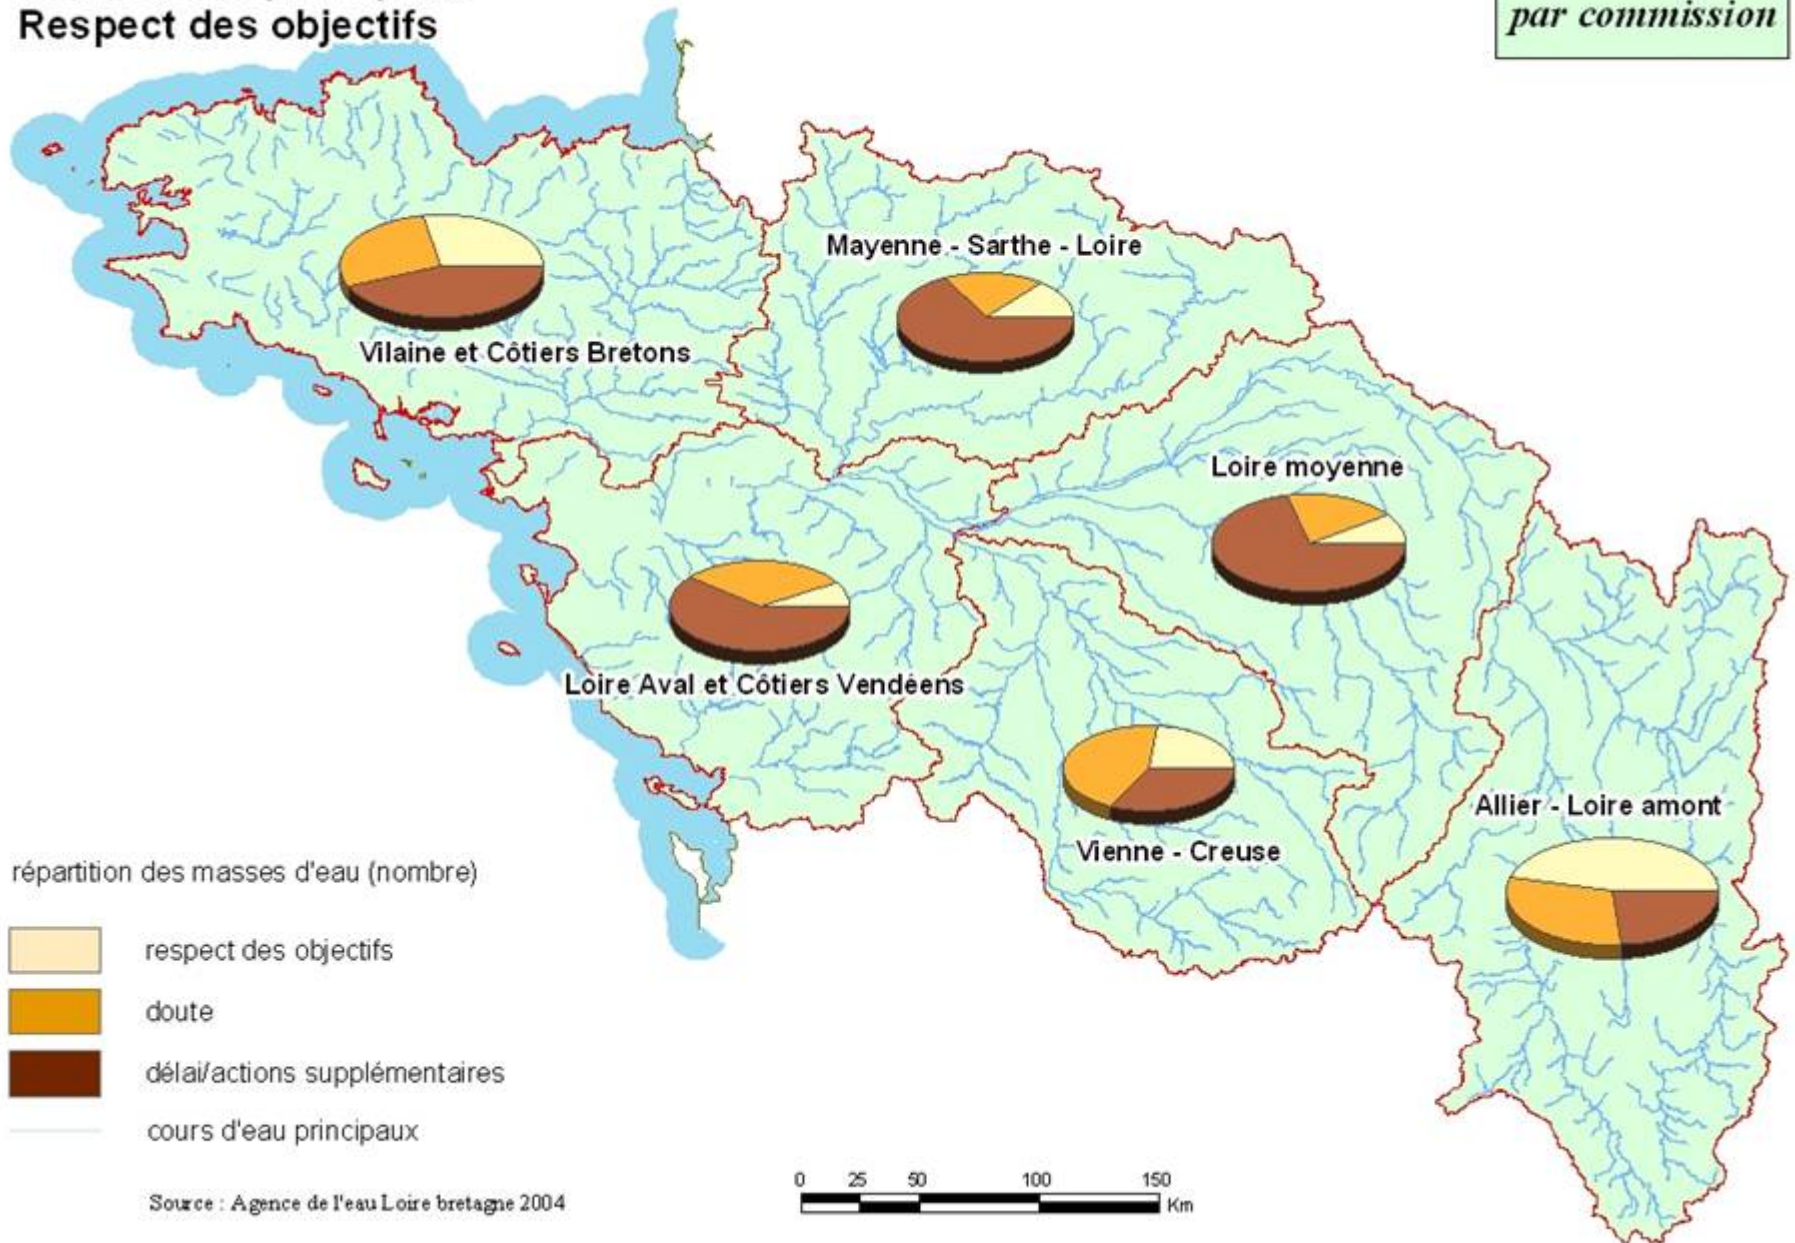 Respect des objectifs
par commission
Mayenne - Sarthe - Loire
Vilaine et Côtiers Bretons
Loire moyenne
Loire Aval et Côtiers Vendéens
Allier - Loire amont
Vienne - Creuse
répartition des masses d'eau (nombre)
respect des objectifs
doute
délai/actions supplémentaires
cours d'eau principaux
Source : Agence de l'eau Loire bretagne 2004
0 25 50 100 150
Km